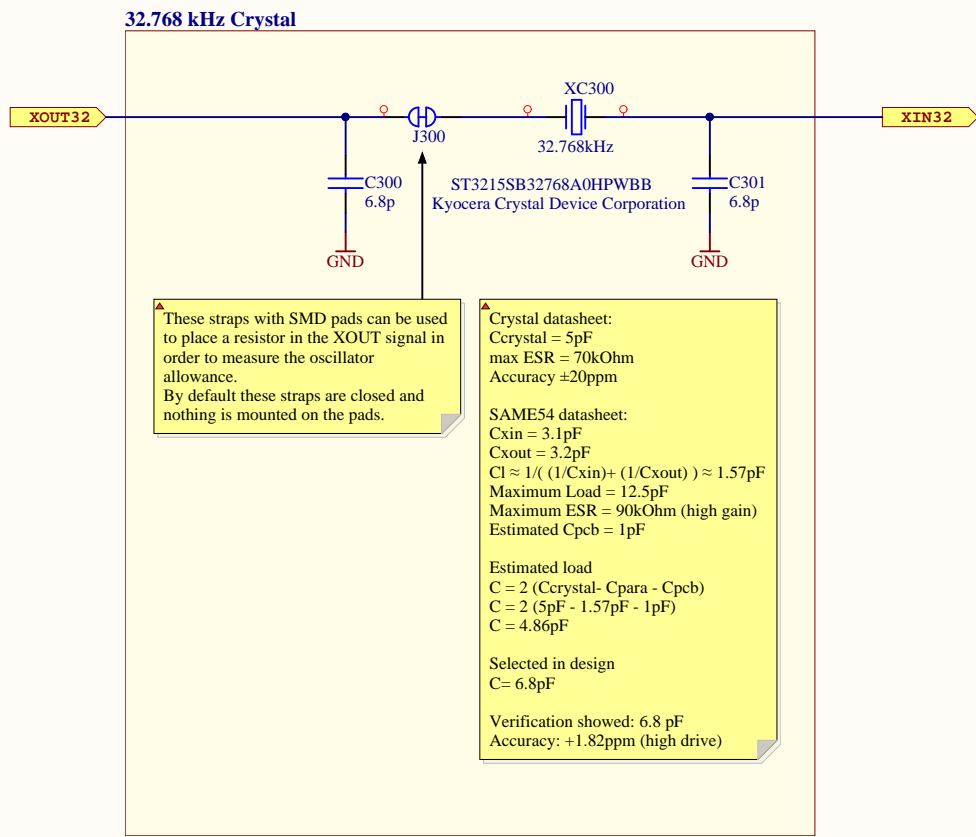 32.768 kHz Crystal
XOUT32
J300
XC300
32.768kHz
XIN32
C300
6.8p
ST3215SB32768A0HPWBB
Kyocera Crystal Device Corporation
C301
6.8p
GND
GND
These straps with SMD pads can be used
to place a resistor in the XOUT signal in
order to measure the oscillator
allowance.
By default these straps are closed and
nothing is mounted on the pads.
Crystal datasheet:
Ccrystal = 5pF
max ESR = 70kOhm
Accuracy ±20ppm
SAME54 datasheet:
Cxin = 3.1pF
Cxout = 3.2pF
Cl ≈ 1/( (1/Cxin)+ (1/Cxout) ) ≈ 1.57pF
Maximum Load = 12.5pF
Maximum ESR = 90kOhm (high gain)
Estimated Cpcb = 1pF
Estimated load
C = 2 (Ccrystal- Cpara - Cpcb)
C = 2 (5pF - 1.57pF - 1pF)
C = 4.86pF
Selected in design
C= 6.8pF
Verification showed: 6.8 pF
Accuracy: +1.82ppm (high drive)